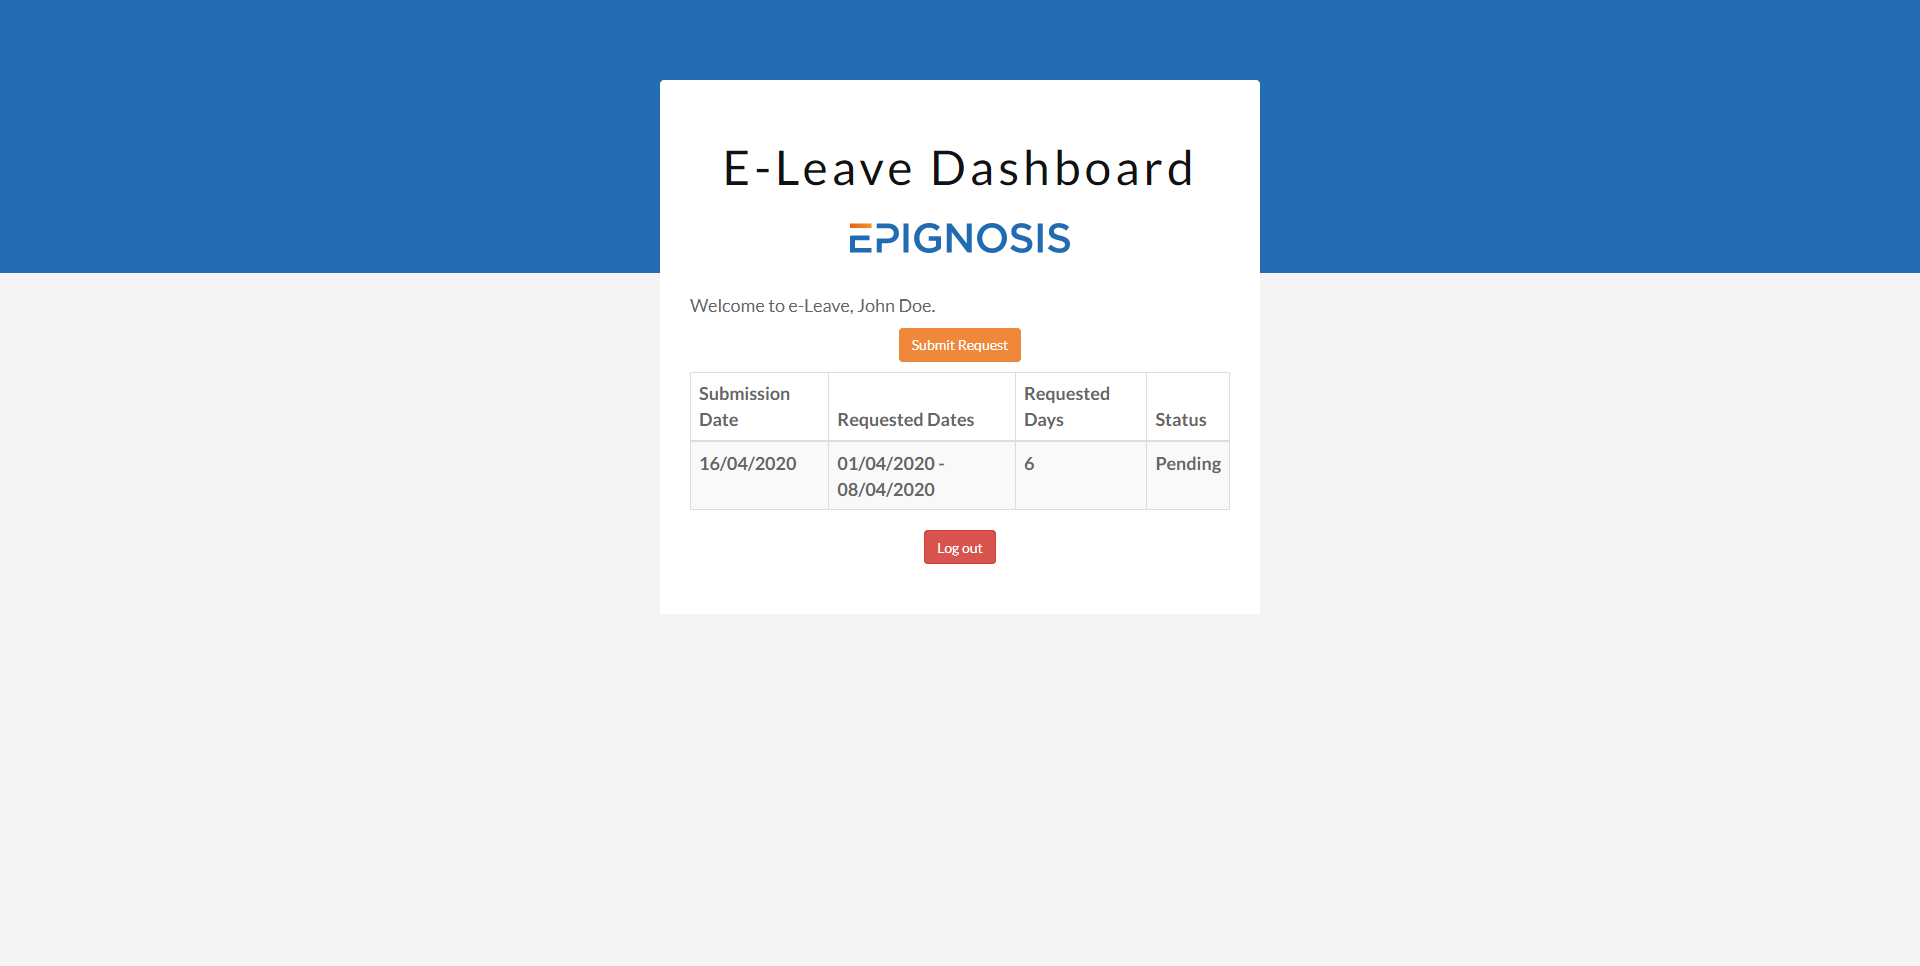 E-Leave Dashboard
EPIGNOSIS
Welcome to e-Leave, John Doe.
Submit Request
Submission Date
Requested Dates
Requested Days
Status
16/04/2020
01/04/2020 -
08/04/2020
6
Pending
Log out